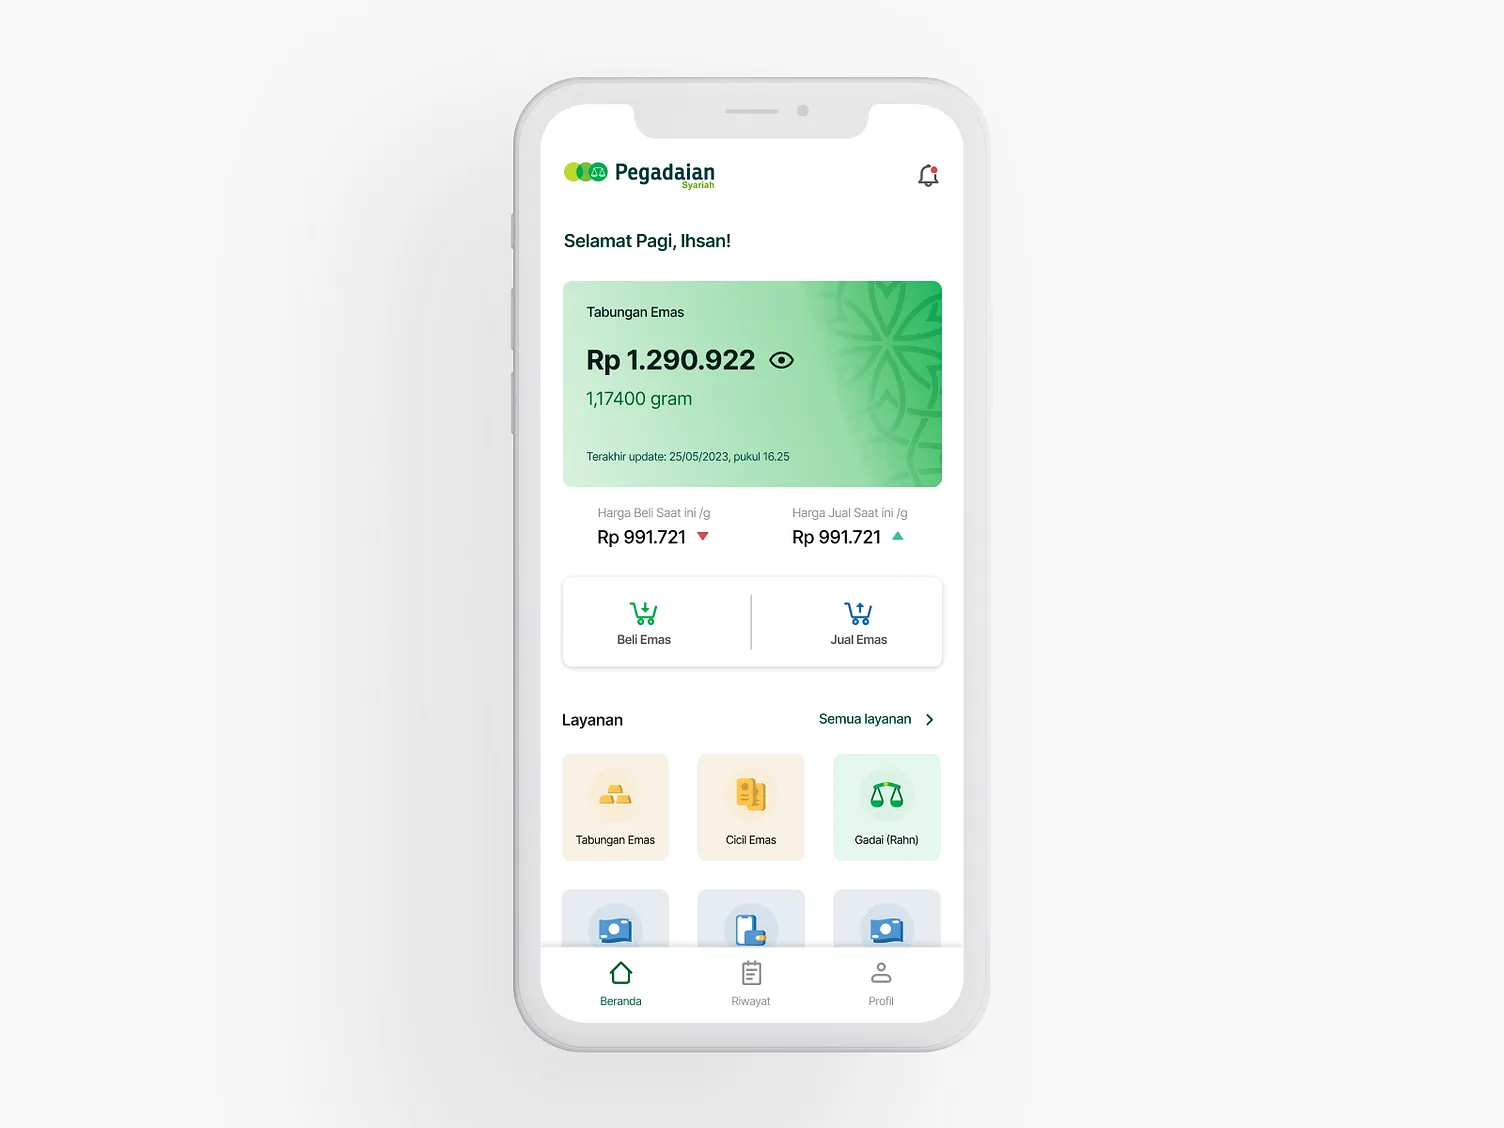 Pegadaian
Syariah
Selamat Pagi, Ihsan!
Tabungan Emas
Rp 1.290.922
1,17400 gram
Terakhir update: 25/05/2023, pukul 16.25
Harga Beli Saat ini /g
Harga Jual Saat ini /g
Rp 991.721
Rp 991.721
Beli Emas
Jual Emas
Layanan
Semua layanan
Tabungan Emas
Cicil Emas
Gadai (Rahn)
Beranda
Riwayat
Profil